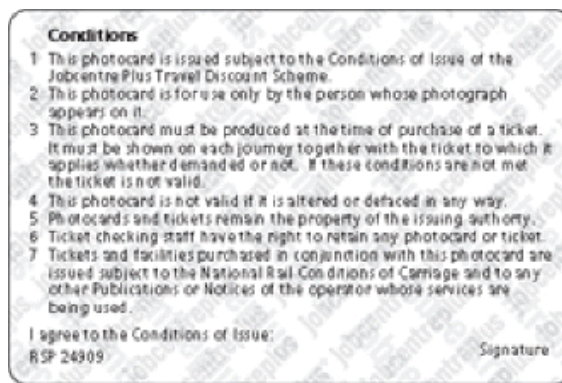 Conditions
1 This photocard is issued subject to the Conditions of Issue of the
Jobcentre Plus Travel Discount Scheme.
2 This photocard is for use only by the person whose photograph
appears on it.
3 This photocard must be produced at the time of purchase of a ticket.
It must be shown on each journey together with the ticket to which it
applies whether demanded or not. If these conditions are not met
the ticket is not valid.
4 This photocard is not valid if it is altered or defaced in any way.
5 Photocards and tickets remain the property of the issuing authority.
6 Ticket checking staff have the right to retain any photocard or ticket.
7 Tickets and facilities purchased in conjunction with this photocard are
issued subject to the National Rail Conditions of Carriage and to any
other Publications or Notices of the operator whose services are
being used.
I agree to the Conditions of Issue:
RSP 24909
Signature